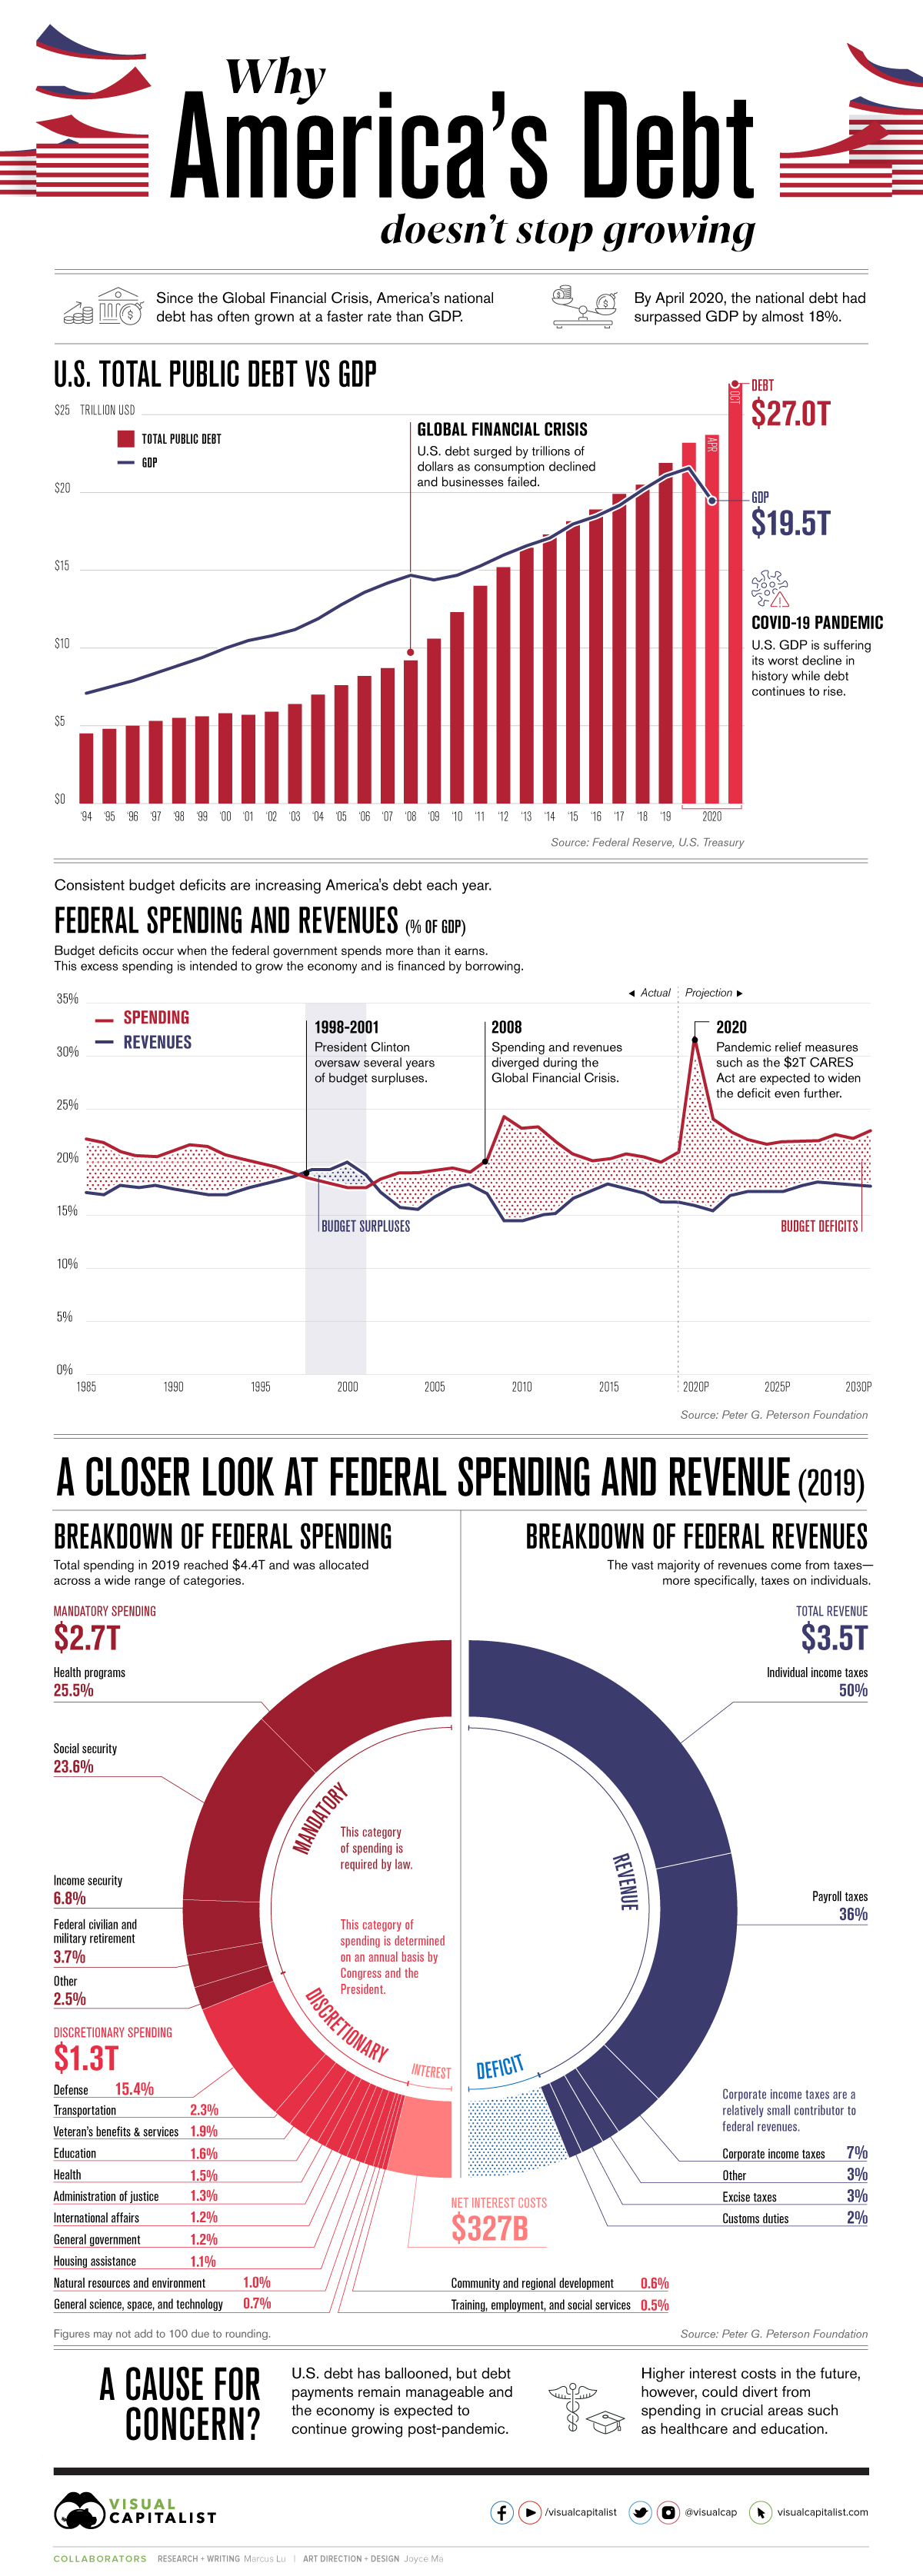 Why
America's Debt
doesn't stop growing
Since the Global Financial Crisis, America's national
debt has often grown at a faster rate than GDP.
By April 2020, the national debt had
surpassed GDP by almost 18%.
U.S. TOTAL PUBLIC DEBT VS GDP
$25 TRILLION USD
TOTAL PUBLIC DEBT
GDP
GLOBAL FINANCIAL CRISIS
U.S. debt surged by trillions of
dollars as consumption declined
and businesses failed.
OCT
APR
DEBT
$27.0T
GDP
$19.5T
COVID-19 PANDEMIC
U.S. GDP is suffering
its worst decline in
history while debt
continues to rise.
$20
$15
$10
$5
$0
'94 '95 '96 '97 '98 '99 '00 '01 '02 '03 '04 '05 '06 '07 '08 '09 '10 '11 '12 '13 '14 '15 '16 '17 '18 '19 2020
Source: Federal Reserve, U.S. Treasury
Consistent budget deficits are increasing America's debt each year.
FEDERAL SPENDING AND REVENUES (% OF GDP)
Budget deficits occur when the federal government spends more than it earns.
This excess spending is intended to grow the economy and is financed by borrowing.
Actual Projection
35%
SPENDING
REVENUES
1998-2001
President Clinton
oversaw several years
of budget surpluses.
2008
Spending and revenues
diverged during the
Global Financial Crisis.
2020
Pandemic relief measures
such as the $2T CARES
Act are expected to widen
the deficit even further.
30%
25%
20%
15%
BUDGET SURPLUSES
BUDGET DEFICITS
10%
5%
0%
1985 1990 1995 2000 2005 2010 2015 2020P 2025P 2030P
Source: Peter G. Peterson Foundation
A CLOSER LOOK AT FEDERAL SPENDING AND REVENUE (2019)
BREAKDOWN OF FEDERAL SPENDING
Total spending in 2019 reached $4.4T and was allocated
across a wide range of categories.
MANDATORY SPENDING
$2.7T
Health programs
25.5%
Social security
23.6%
Income security
6.8%
Federal civilian and
military retirement
3.7%
Other
2.5%
MANDATORY
This category
of spending is
required by law.
This category of
spending is determined
on an annual basis by
Congress and the
President.
DISCRETIONARY
INTEREST
DISCRETIONARY SPENDING
$1.3T
Defense 15.4%
Transportation 2.3%
Veteran's benefits & services 1.9%
Education 1.6%
Health 1.5%
Administration of justice 1.3%
International affairs 1.2%
General government 1.2%
Housing assistance 1.1%
Natural resources and environment 1.0%
General science, space, and technology 0.7%
Community and regional development 0.6%
Training, employment, and social services 0.5%
NET INTEREST COSTS
$327B
BREAKDOWN OF FEDERAL REVENUES
The vast majority of revenues come from taxes—
more specifically, taxes on individuals.
TOTAL REVENUE
$3.5T
Individual income taxes
50%
REVENUE
Payroll taxes
36%
DEFICIT
Corporate income taxes are a
relatively small contributor to
federal revenues.
Corporate income taxes 7%
Other 3%
Excise taxes 3%
Customs duties 2%
Figures may not add to 100 due to rounding.
Source: Peter G. Peterson Foundation
A CAUSE FOR
CONCERN?
U.S. debt has ballooned, but debt
payments remain manageable and
the economy is expected to
continue growing post-pandemic.
Higher interest costs in the future,
however, could divert from
spending in crucial areas such
as healthcare and education.
VISUAL
CAPITALIST
/visualcapitalist @visualcap visualcapitalist.com
COLLABORATORS RESEARCH + WRITING Marcus Lu | ART DIRECTION + DESIGN Joyce Ma